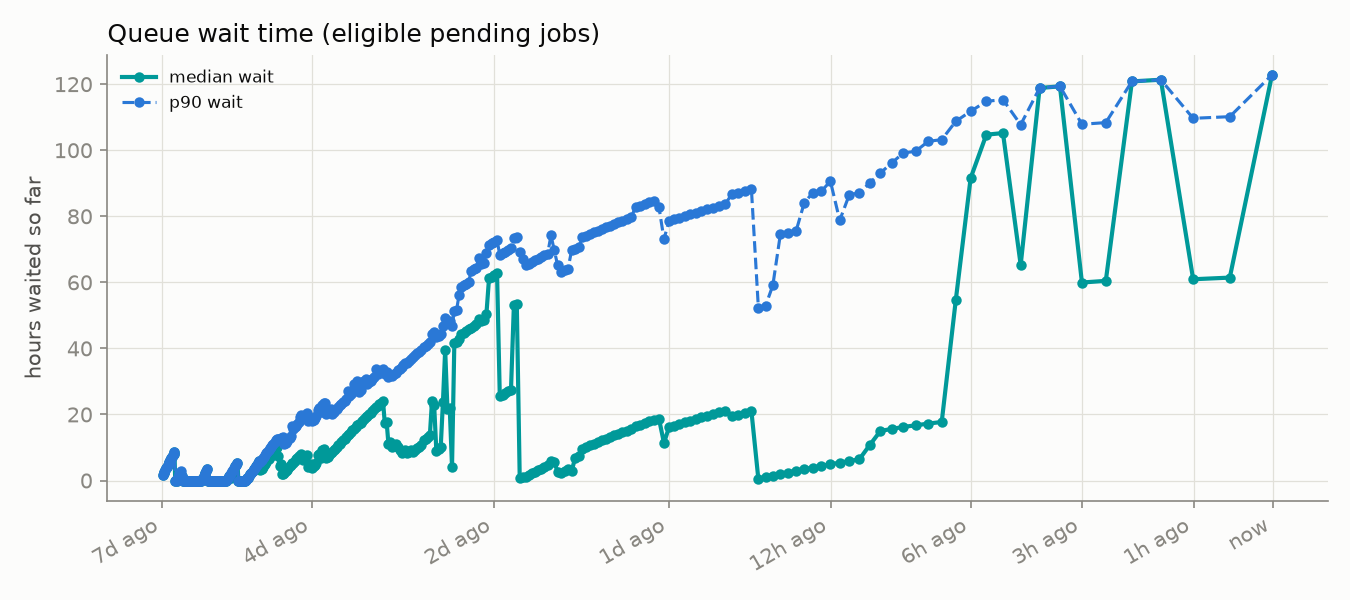 Queue wait time (eligible pending jobs)
median wait
p90 wait
hours waited so far
120
100
80
60
40
20
0
7d ago
4d ago
2d ago
1d ago
12h ago
6h ago
3h ago
1h ago
now